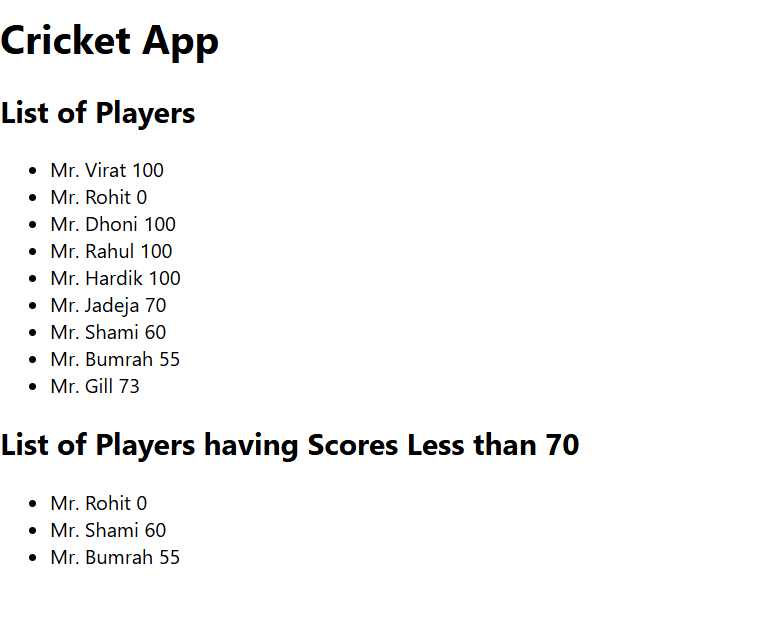 Cricket App
List of Players
Mr. Virat 100
Mr. Rohit 0
Mr. Dhoni 100
Mr. Rahul 100
Mr. Hardik 100
Mr. Jadeja 70
Mr. Shami 60
Mr. Bumrah 55
Mr. Gill 73
List of Players having Scores Less than 70
Mr. Rohit 0
Mr. Shami 60
Mr. Bumrah 55